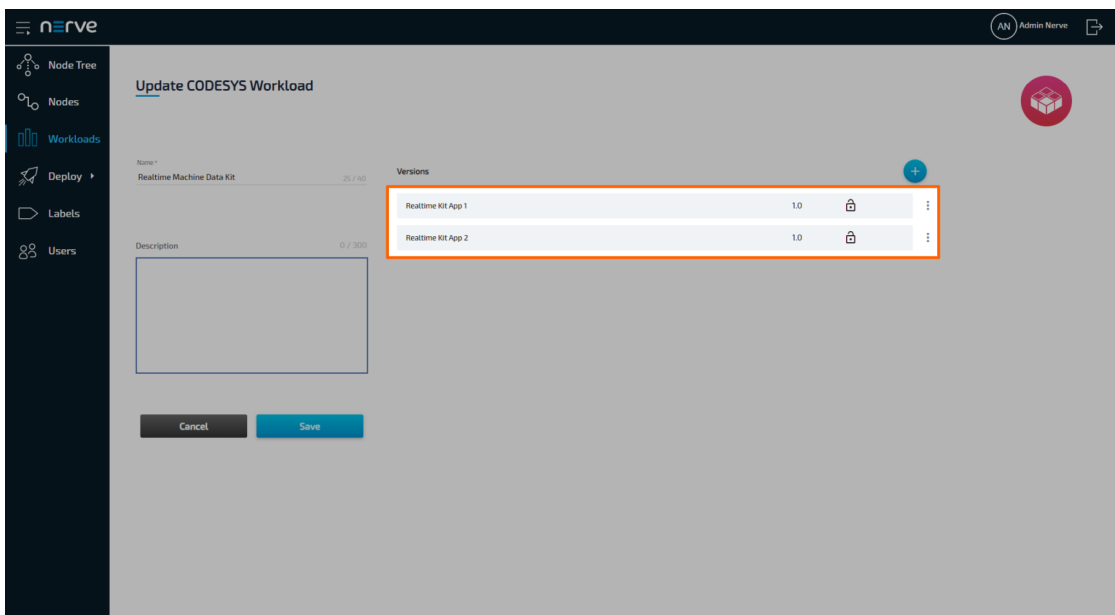 nerve
AN Admin Nerve
Node Tree
Nodes
Workloads
Deploy
Labels
Users
Update CODESYS Workload
Name *
Realtime Machine Data Kit 25 / 40
Description 0 / 300
Cancel Save
Versions
Realtime Kit App 1 1.0
Realtime Kit App 2 1.0